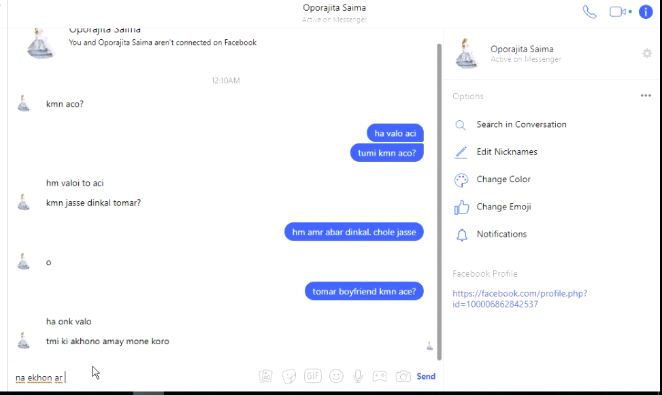 Oporajita Saima
Active on Messenger
Oporajita Saima
You and Oporajita Saima aren't connected on Facebook
12:10AM
kmn aco?
ha valo aci
tumi kmn aco?
hm valoi to aci
kmn jasse dinkal tomar?
hm amr abar dinkal. chole jasse
o
tomar boyfriend kmn ace?
ha onk valo
tmi ki akhono amay mone koro
na ekhon ar
GIF
Send
Oporajita Saima
Active on Messenger
Options
Search in Conversation
Edit Nicknames
Change Color
Change Emoji
Notifications
Facebook Profile
https://facebook.com/profile.php?
id=100006862842537